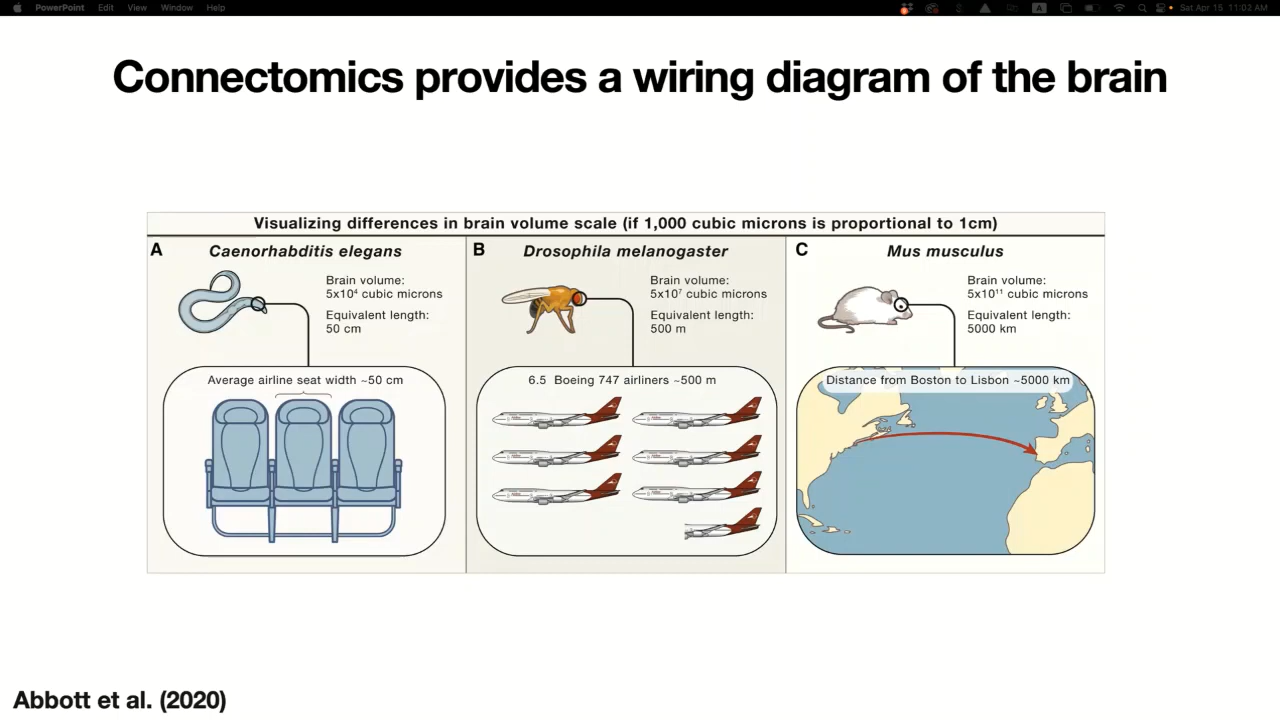 PowerPoint Edit View Window Help
A
Sat Apr 15 11:02 AM
Connectomics provides a wiring diagram of the brain
Visualizing differences in brain volume scale (if 1,000 cubic microns is proportional to 1cm)
A
Caenorhabditis elegans
Brain volume:
5x10⁴ cubic microns
Equivalent length:
50 cm
Average airline seat width ~50 cm
B
Drosophila melanogaster
Brain volume:
5x10⁷ cubic microns
Equivalent length:
500 m
6.5 Boeing 747 airliners ~500 m
C
Mus musculus
Brain volume:
5x10¹¹ cubic microns
Equivalent length:
5000 km
Distance from Boston to Lisbon ~5000 km
Abbott et al. (2020)